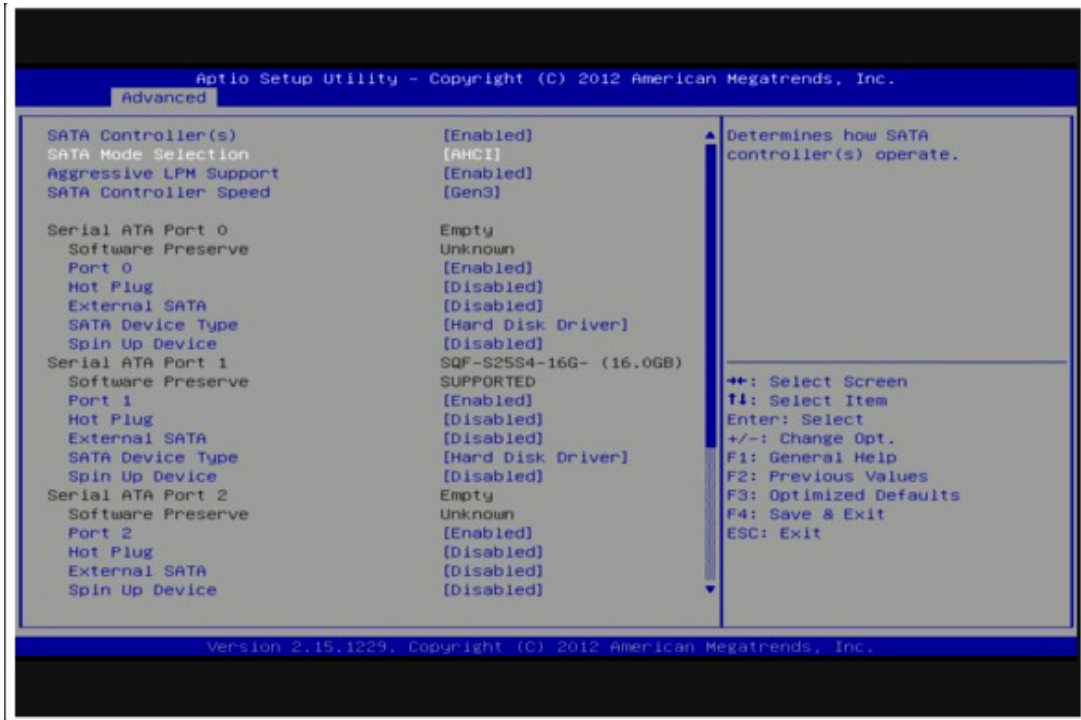 Aptio Setup Utility - Copyright (C) 2012 American Megatrends, Inc.
Advanced
SATA Controller(s) [Enabled]
SATA Mode Selection [AHCI]
Aggressive LPM Support [Enabled]
SATA Controller Speed [Gen3]
Serial ATA Port 0 Empty
Software Preserve Unknown
Port 0 [Enabled]
Hot Plug [Disabled]
External SATA [Disabled]
SATA Device Type [Hard Disk Driver]
Spin Up Device [Disabled]
Serial ATA Port 1 SQF-S25S4-16G- (16.0GB)
Software Preserve SUPPORTED
Port 1 [Enabled]
Hot Plug [Disabled]
External SATA [Disabled]
SATA Device Type [Hard Disk Driver]
Spin Up Device [Disabled]
Serial ATA Port 2 Empty
Software Preserve Unknown
Port 2 [Enabled]
Hot Plug [Disabled]
External SATA [Disabled]
Spin Up Device [Disabled]
Determines how SATA
controller(s) operate.
→←: Select Screen
↑↓: Select Item
Enter: Select
+/-: Change Opt.
F1: General Help
F2: Previous Values
F3: Optimized Defaults
F4: Save & Exit
ESC: Exit
Version 2.15.1229. Copyright (C) 2012 American Megatrends, Inc.